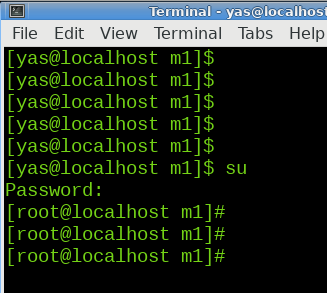 Terminal - yas@localhost
File Edit View Terminal Tabs Help
[yas@localhost m1]$
[yas@localhost m1]$
[yas@localhost m1]$
[yas@localhost m1]$
[yas@localhost m1]$
[yas@localhost m1]$ su
Password:
[root@localhost m1]#
[root@localhost m1]#
[root@localhost m1]#